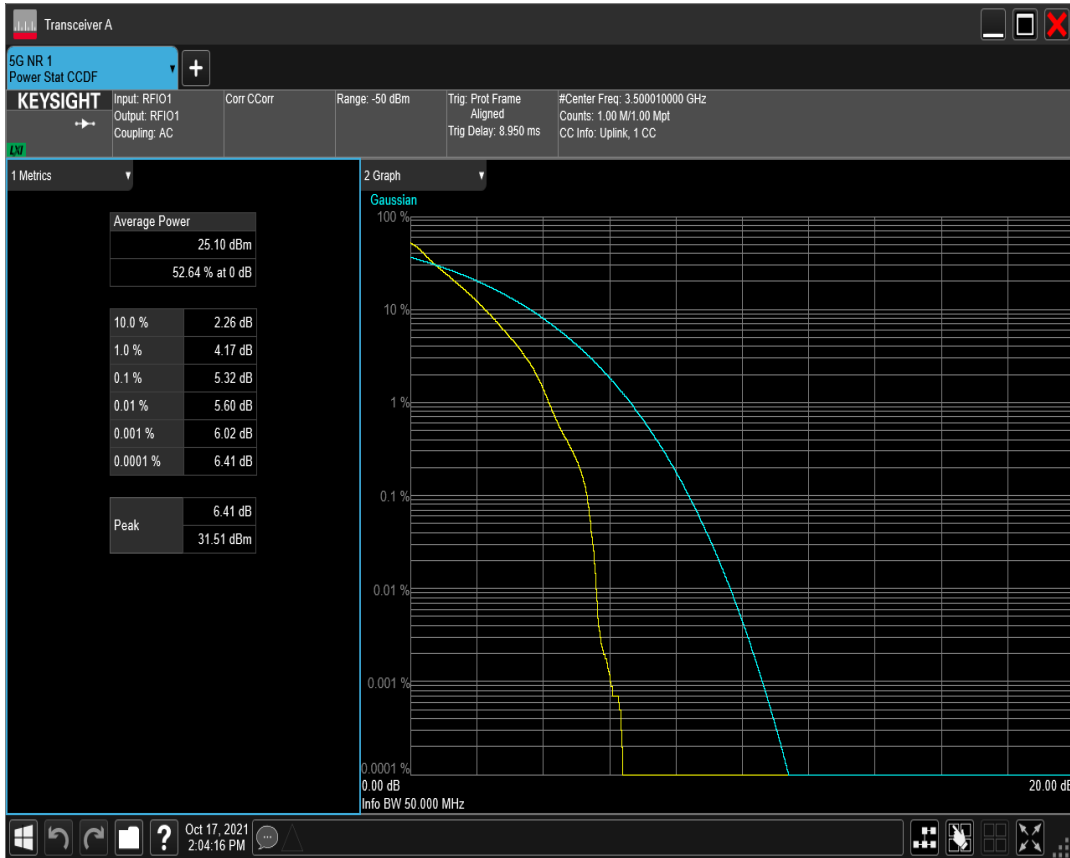 Transceiver A
5G NR 1
Power Stat CCDF
+
KEYSIGHT
LXI
Input: RFIO1
Output: RFIO1
Coupling: AC
Corr CCorr
Range: -50 dBm
Trig: Prot Frame
Aligned
Trig Delay: 8.950 ms
#Center Freq: 3.500010000 GHz
Counts: 1.00 M/1.00 Mpt
CC Info: Uplink, 1 CC
1 Metrics
Average Power
25.10 dBm
52.64 % at 0 dB
10.0 % 2.26 dB
1.0 % 4.17 dB
0.1 % 5.32 dB
0.01 % 5.60 dB
0.001 % 6.02 dB
0.0001 % 6.41 dB
Peak
6.41 dB
31.51 dBm
2 Graph
Gaussian
100 %
10 %
1 %
0.1 %
0.01 %
0.001 %
0.0001 %
0.00 dB 20.00 dB
Info BW 50.000 MHz
?
Oct 17, 2021
2:04:16 PM